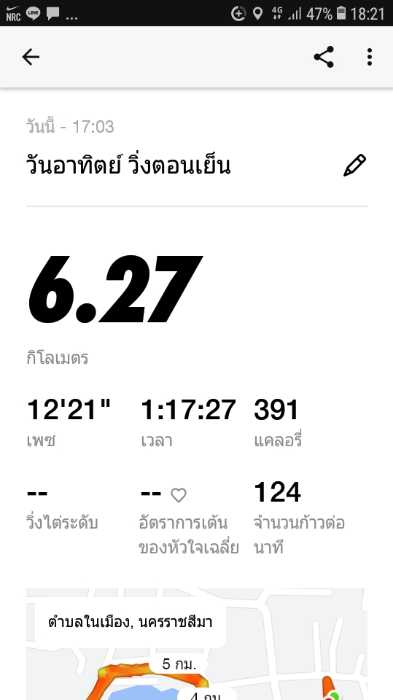 NRC LINE ... 4G 47% 18:21
วันนี้ - 17:03
วันอาทิตย์ วิ่งตอนเย็น
6.27
กิโลเมตร
12'21" 1:17:27 391
เพซ เวลา แคลอรี่
-- -- 124
วิ่งไต่ระดับ อัตราการเต้น จำนวนก้าวต่อ
ของหัวใจเฉลี่ย นาที
ตำบลในเมือง, นครราชสีมา
5 กม.
4 กม.